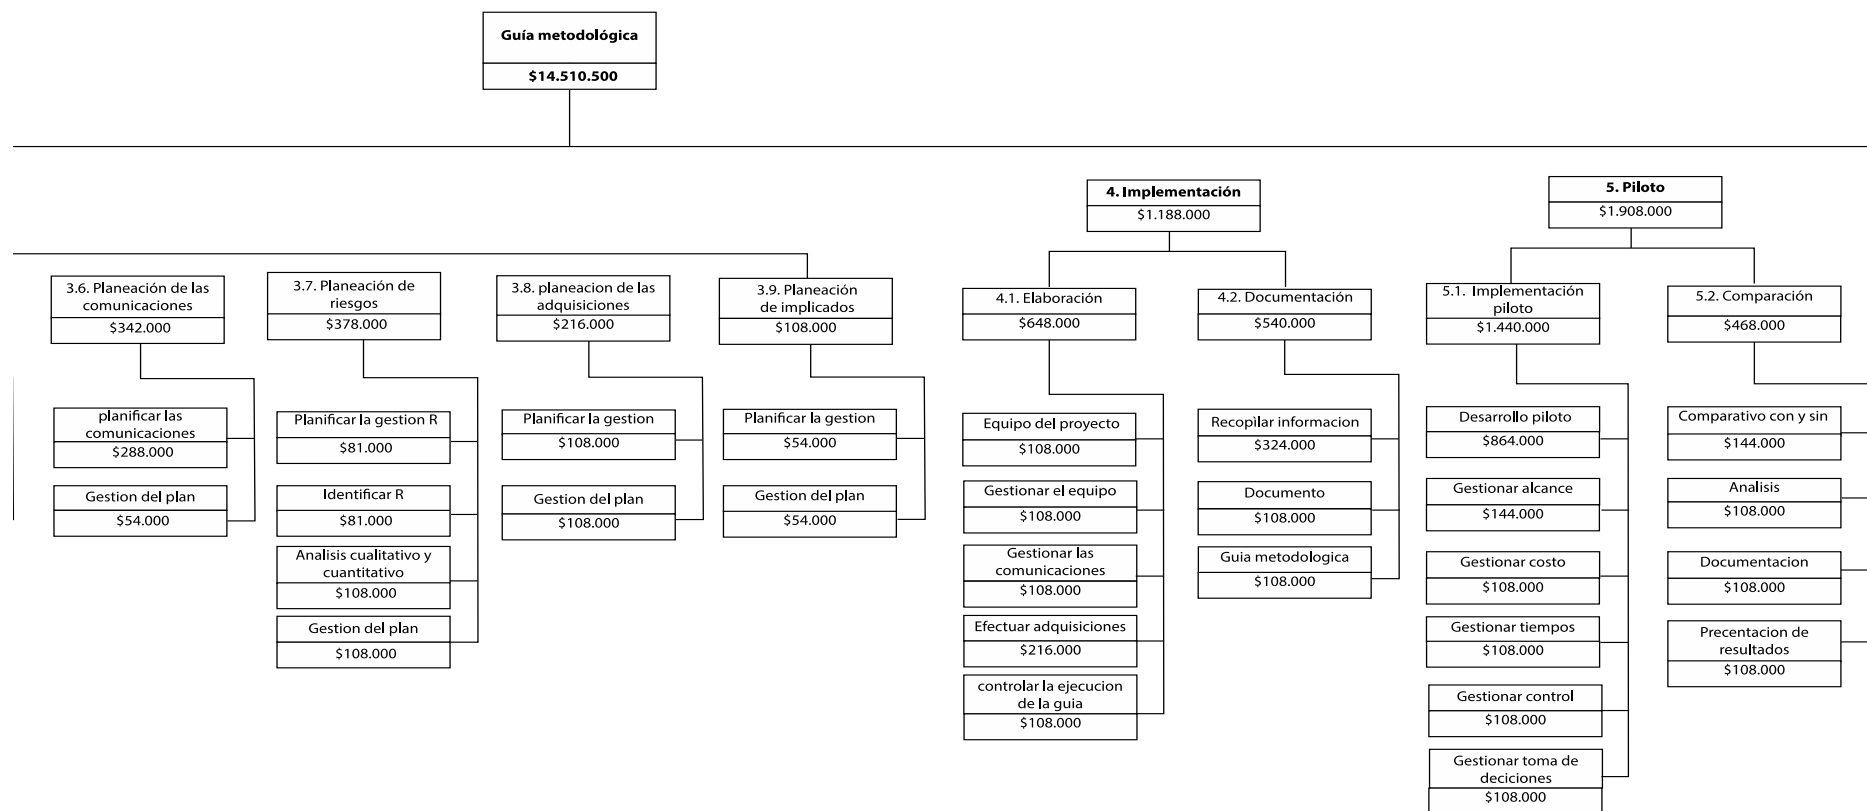 Guía metodológica
$14.510.500
4. Implementación
$1.188.000
5. Piloto
$1.908.000
3.6. Planeación de las
comunicaciones
$342.000
3.7. Planeación de
riesgos
$378.000
3.8. planeacion de las
adquisiciones
$216.000
3.9. Planeación
de implicados
$108.000
4.1. Elaboración
$648.000
4.2. Documentación
$540.000
5.1. Implementación
piloto
$1.440.000
5.2. Comparación
$468.000
planificar las
comunicaciones
$288.000
Gestion del plan
$54.000
Planificar la gestion R
$81.000
Identificar R
$81.000
Analisis cualitativo y
cuantitativo
$108.000
Gestion del plan
$108.000
Planificar la gestion
$108.000
Gestion del plan
$108.000
Planificar la gestion
$54.000
Gestion del plan
$54.000
Equipo del proyecto
$108.000
Gestionar el equipo
$108.000
Gestionar las
comunicaciones
$108.000
Efectuar adquisiciones
$216.000
controlar la ejecucion
de la guia
$108.000
Recopilar informacion
$324.000
Documento
$108.000
Guia metodologica
$108.000
Desarrollo piloto
$864.000
Gestionar alcance
$144.000
Gestionar costo
$108.000
Gestionar tiempos
$108.000
Gestionar control
$108.000
Gestionar toma de
deciciones
$108.000
Comparativo con y sin
$144.000
Analisis
$108.000
Documentacion
$108.000
Precentacion de
resultados
$108.000